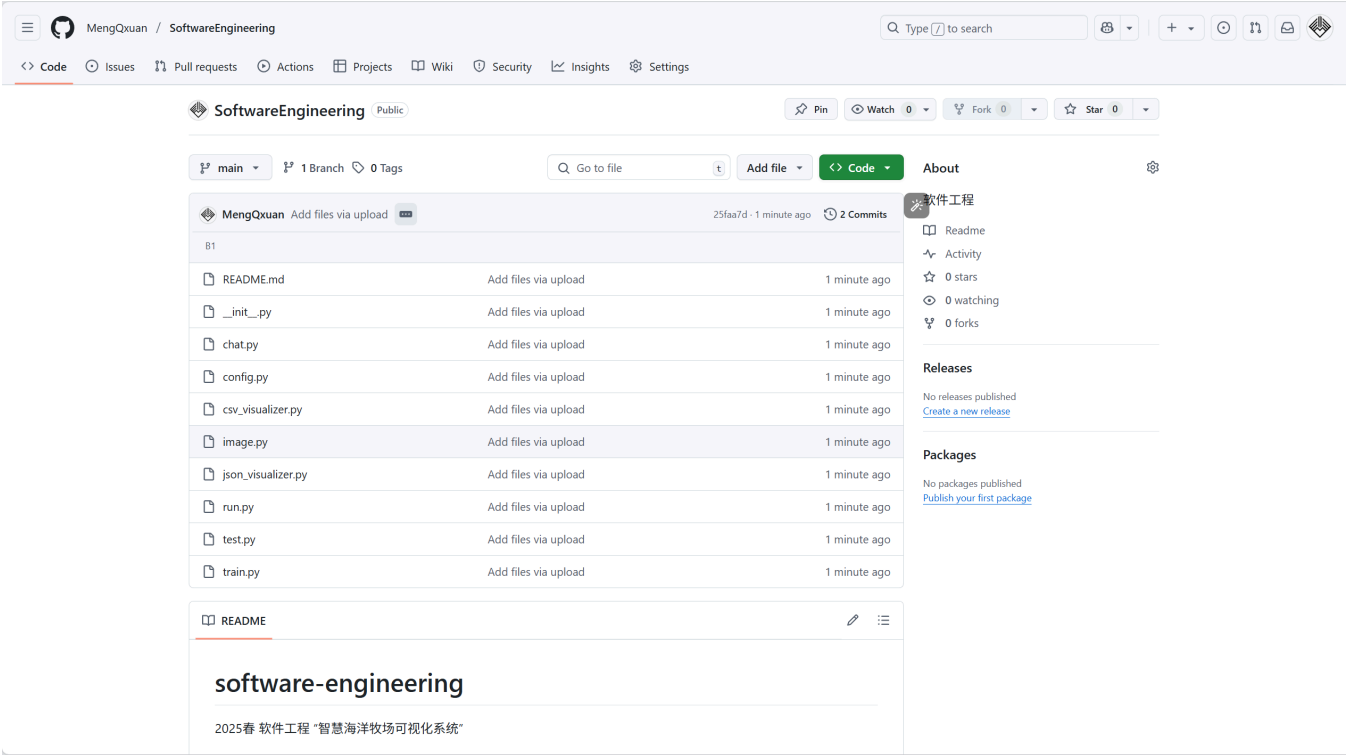 MengQxuan / SoftwareEngineering
Type / to search
Code Issues Pull requests Actions Projects Wiki Security Insights Settings
SoftwareEngineering Public
Pin Watch 0 Fork 0 Star 0
main 1 Branch 0 Tags Go to file t Add file Code
MengQxuan Add files via upload 25faa7d · 1 minute ago 2 Commits
B1
README.md Add files via upload 1 minute ago
__init__.py Add files via upload 1 minute ago
chat.py Add files via upload 1 minute ago
config.py Add files via upload 1 minute ago
csv_visualizer.py Add files via upload 1 minute ago
image.py Add files via upload 1 minute ago
json_visualizer.py Add files via upload 1 minute ago
run.py Add files via upload 1 minute ago
test.py Add files via upload 1 minute ago
train.py Add files via upload 1 minute ago
README
software-engineering
2025春 软件工程 “智慧海洋牧场可视化系统”
About
软件工程
Readme
Activity
0 stars
0 watching
0 forks
Releases
No releases published
Create a new release
Packages
No packages published
Publish your first package